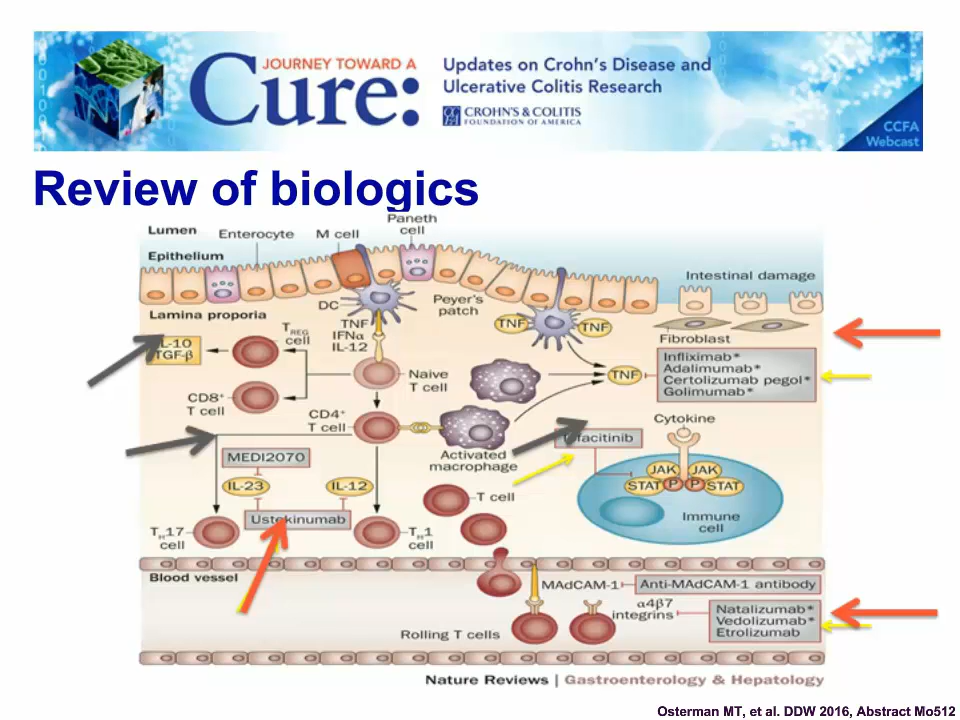 JOURNEY TOWARD A
Cure:
Updates on Crohn's Disease and
Ulcerative Colitis Research
CROHN'S & COLITIS
FOUNDATION OF AMERICA
CCFA
Webcast
Review of biologics
Lumen
Enterocyte
M cell
Paneth
cell
Epithelium
Intestinal damage
DC
Peyer's
patch
Lamina proporia
TNF
IFNα
IL-12
TNF
TNF
Fibroblast
TREG
cell
IL-10
TGF-β
Naive
T cell
TNF
Infliximab*
Adalimumab*
Certolizumab pegol*
Golimumab*
CD8+
T cell
CD4+
T cell
Activated
macrophage
Cytokine
facitinib
MEDI2070
IL-23
IL-12
Ustekinumab
JAK
JAK
STAT
P
P
STAT
Immune
cell
T cell
TH17
cell
TH1
cell
Blood vessel
MAdCAM-1
Anti-MAdCAM-1 antibody
α4β7
integrins
Natalizumab*
Vedolizumab*
Etrolizumab
Rolling T cells
Nature Reviews | Gastroenterology & Hepatology
Osterman MT, et al. DDW 2016, Abstract Mo512